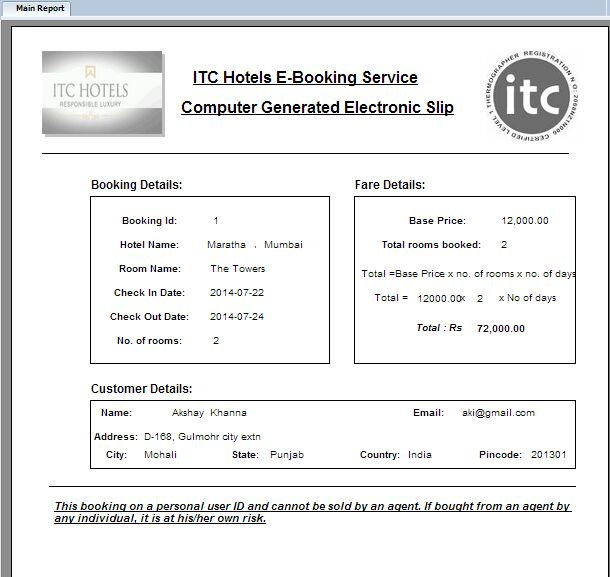 Main Report
ITC HOTELS
RESPONSIBLE LUXURY
ITC Hotels E-Booking Service
Computer Generated Electronic Slip
itc
Booking Details:
Booking Id: 1
Hotel Name: Maratha , Mumbai
Room Name: The Towers
Check In Date: 2014-07-22
Check Out Date: 2014-07-24
No. of rooms: 2
Fare Details:
Base Price: 12,000.00
Total rooms booked: 2
Total =Base Price x no. of rooms x no. of days
Total = 12000.00x 2 x No of days
Total : Rs 72,000.00
Customer Details:
Name: Akshay Khanna Email: aki@gmail.com
Address: D-168, Gulmohr city extn
City: Mohali State: Punjab Country: India Pincode: 201301
This booking on a personal user ID and cannot be sold by an agent. If bought from an agent by
any individual, it is at his/her own risk.